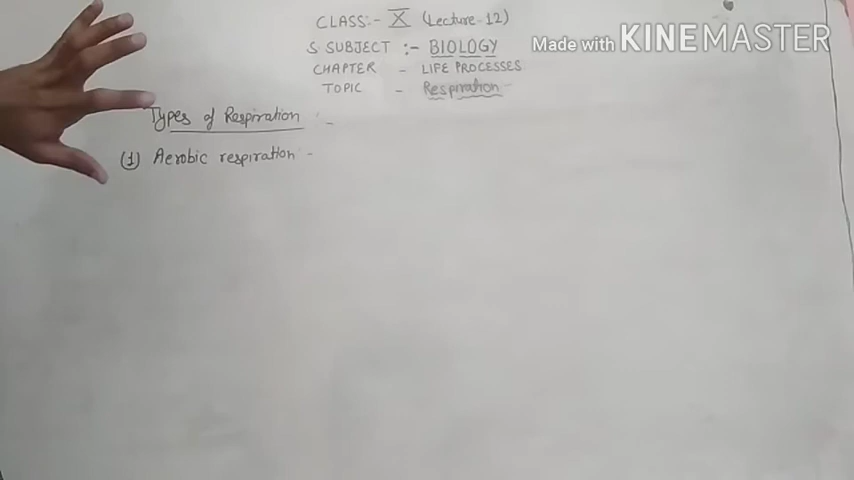 CLASS:- X (Lecture-12)
S SUBJECT :- BIOLOGY
Made with KINEMASTER
CHAPTER - LIFE PROCESSES
TOPIC - Respiration
Types of Respiration :-
(1) Aerobic respiration -